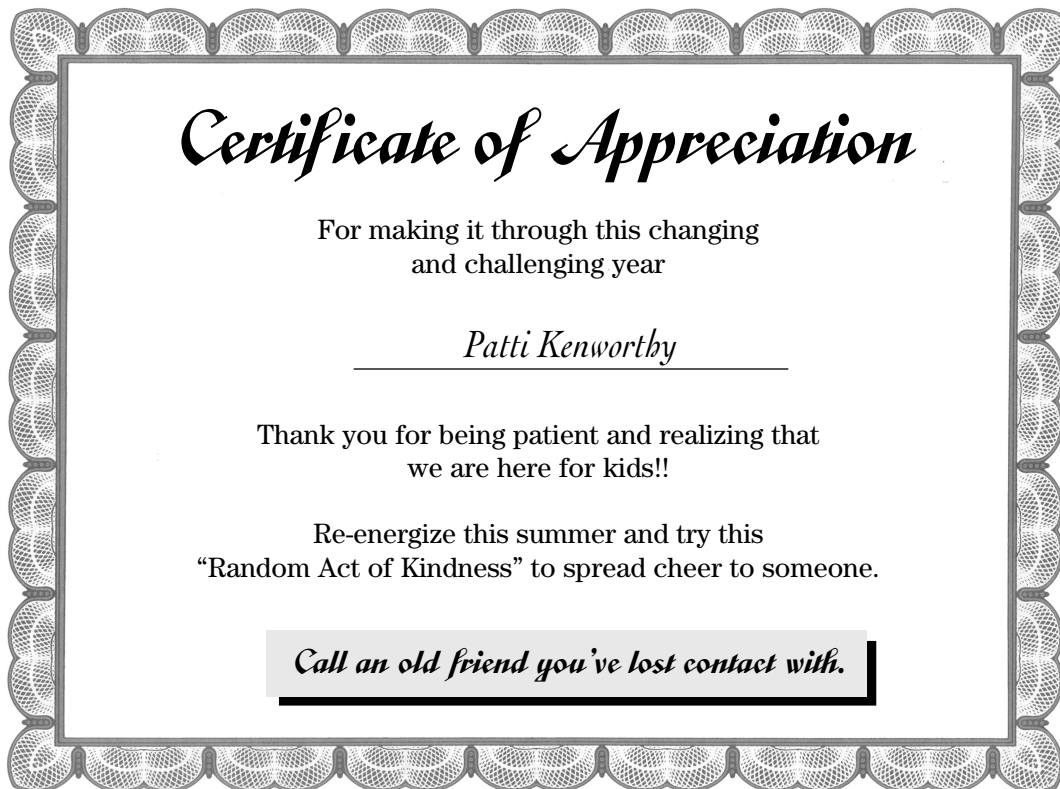 Certificate of Appreciation
For making it through this changing
and challenging year
Patti Kenworthy
Thank you for being patient and realizing that
we are here for kids!!
Re-energize this summer and try this
“Random Act of Kindness” to spread cheer to someone.
Call an old friend you’ve lost contact with.